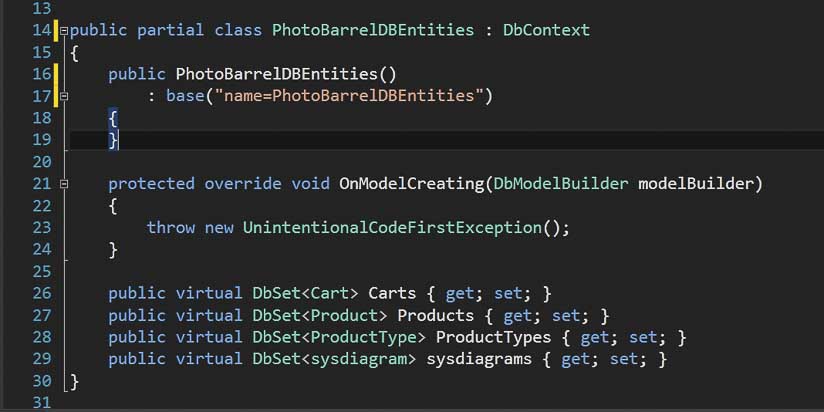 13
14 public partial class PhotoBarrelDBEntities : DbContext
15 {
16 public PhotoBarrelDBEntities()
17 : base("name=PhotoBarrelDBEntities")
18 {
19 }
20
21 protected override void OnModelCreating(DbModelBuilder modelBuilder)
22 {
23 throw new UnintentionalCodeFirstException();
24 }
25
26 public virtual DbSet<Cart> Carts { get; set; }
27 public virtual DbSet<Product> Products { get; set; }
28 public virtual DbSet<ProductType> ProductTypes { get; set; }
29 public virtual DbSet<sysdiagram> sysdiagrams { get; set; }
30 }
31